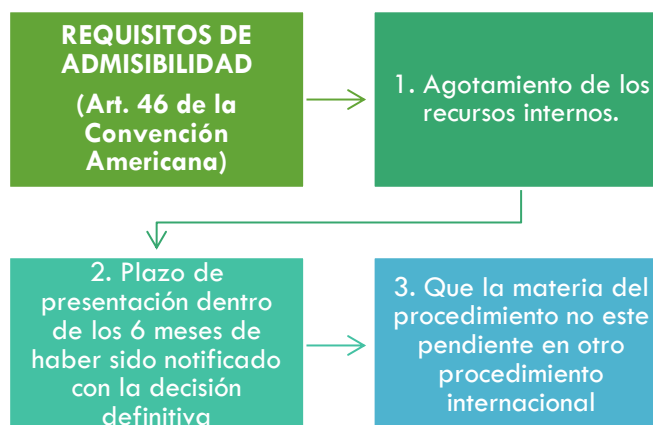 REQUISITOS DE
ADMISIBILIDAD
(Art. 46 de la
Convención
Americana)
1. Agotamiento de los
recursos internos.
2. Plazo de
presentación dentro
de los 6 meses de
haber sido notificado
con la decisión
definitiva
3. Que la materia del
procedimiento no este
pendiente en otro
procedimiento
internacional